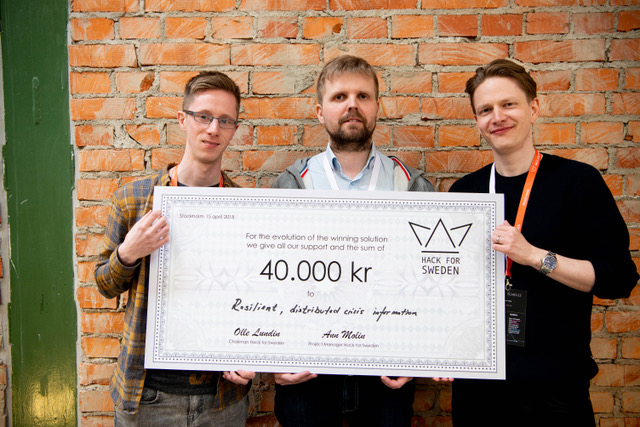 Stockholm 15 april 2018
For the evolution of the winning solution
we give all our support and the sum of
40.000 kr
to
Resilient, distributed crisis information
Olle Lundin
Chairman Hack for Sweden
Ann Molin
Project Manager Hack for Sweden
HACK FOR
SWEDEN